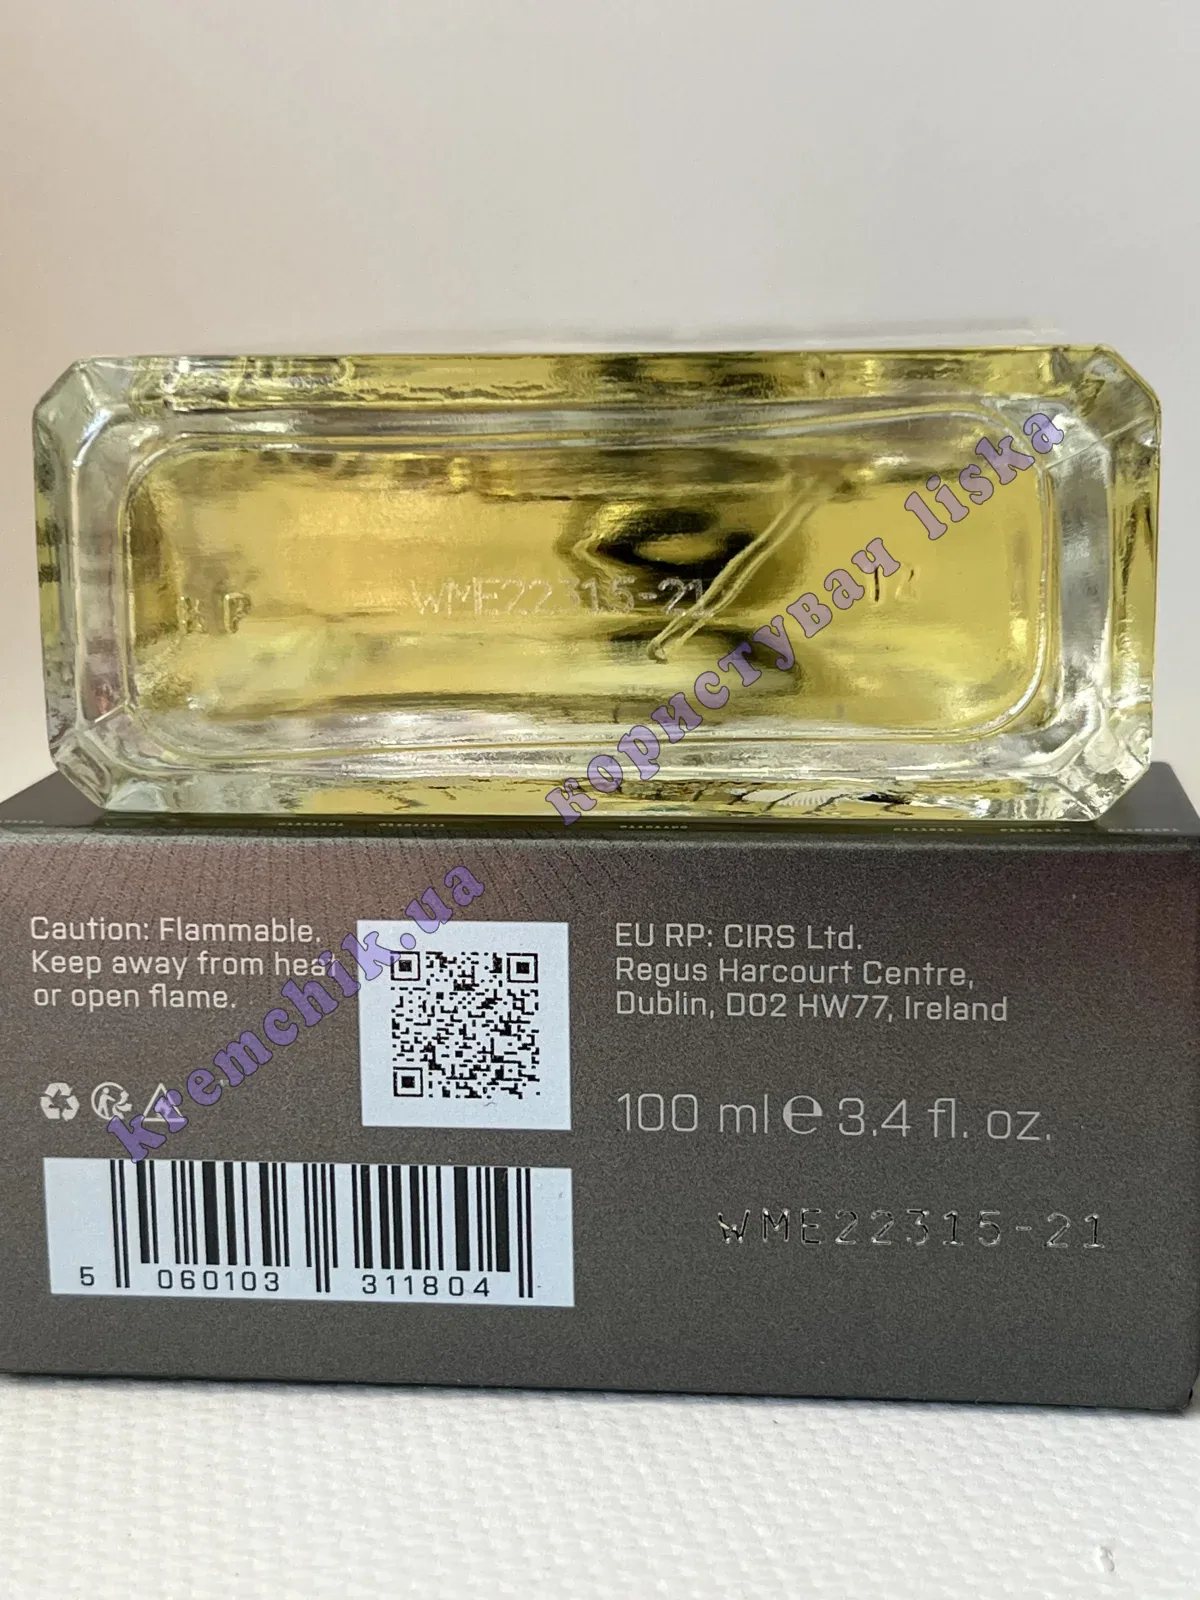 WME22315-21
користувач liska
kremchik.ua
Caution: Flammable.
Keep away from heat
or open flame.
EU RP: CIRS Ltd.
Regus Harcourt Centre,
Dublin, D02 HW77, Ireland
100 ml ℮ 3.4 fl. oz.
WME22315-21
5 060103 311804